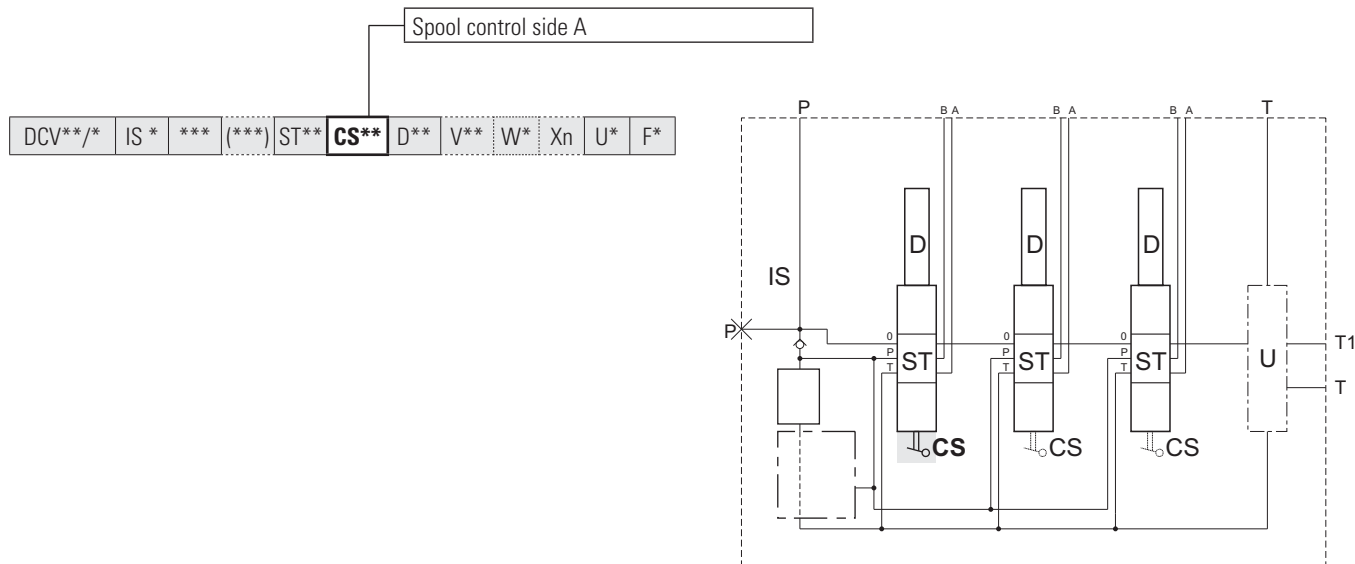 Spool control side A
DCV**/* IS * *** (***) ST** CS** D** V** W* Xn U* F*
P B A B A B A T
D D D
IS
P
0 0 0
P ST P ST P ST U T1
T T T
T
CS CS CS